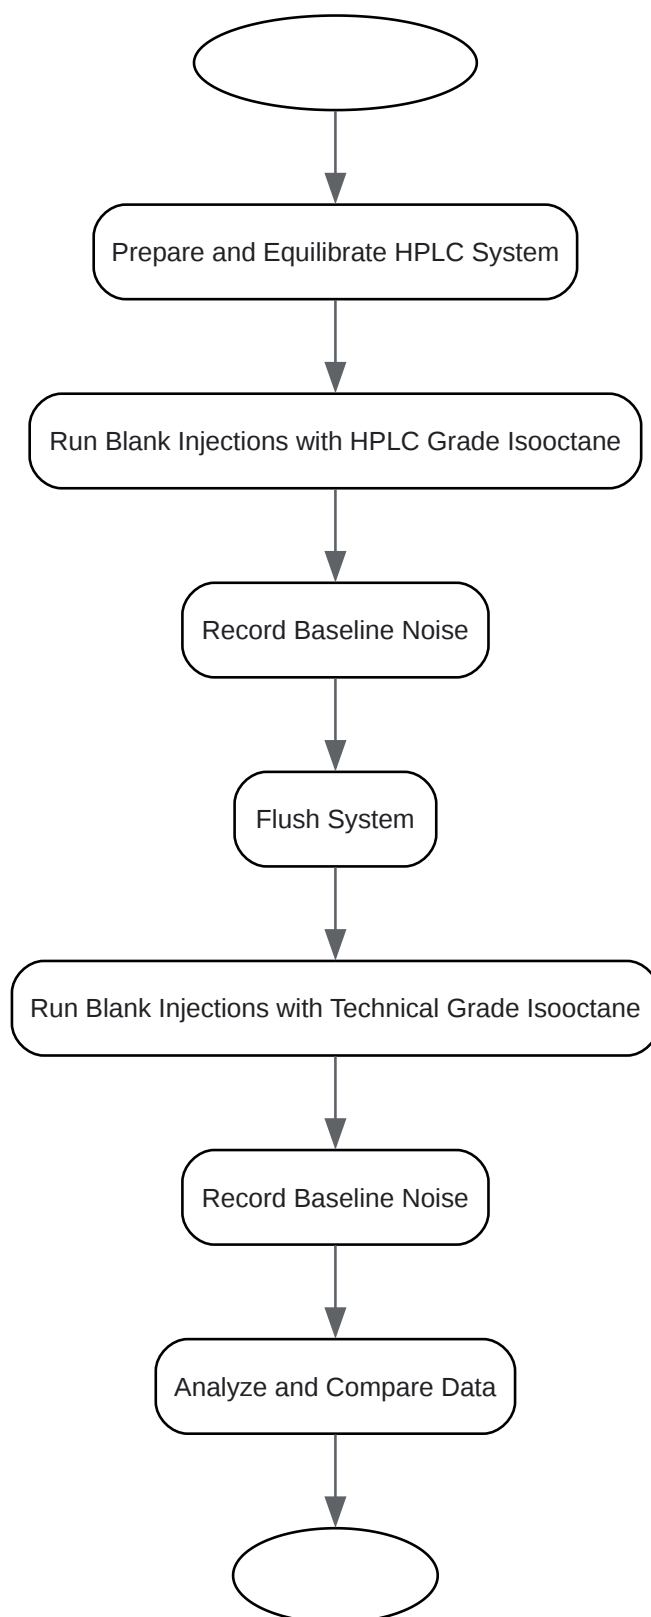 Prepare and Equilibrate HPLC System
Run Blank Injections with HPLC Grade Isooctane
Record Baseline Noise
Flush System
Run Blank Injections with Technical Grade Isooctane
Record Baseline Noise
Analyze and Compare Data